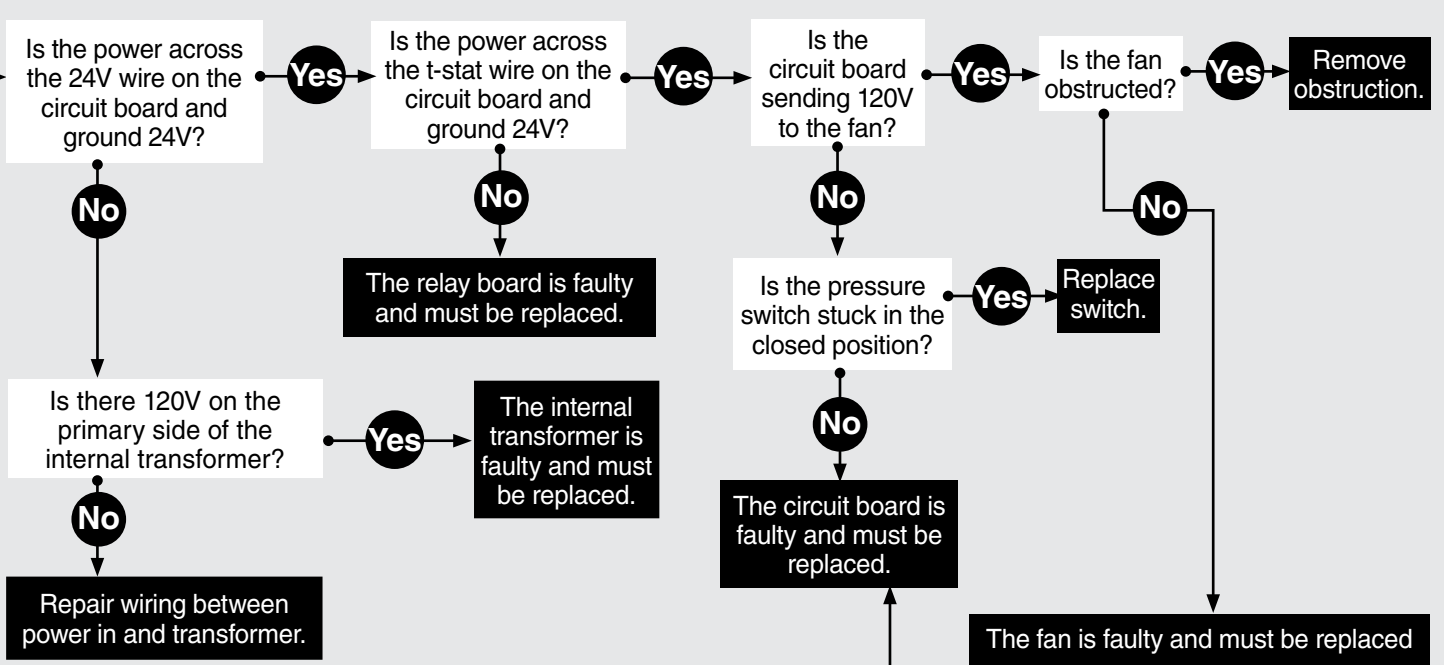 Is the power across
the 24V wire on the
circuit board and
ground 24V?
Yes
Is the power across
the t-stat wire on the
circuit board and
ground 24V?
Yes
Is the
circuit board
sending 120V
to the fan?
Yes
Is the fan
obstructed?
Yes
Remove
obstruction.
No
No
No
No
The relay board is faulty
and must be replaced.
Is the pressure
switch stuck in the
closed position?
Yes
Replace
switch.
Is there 120V on the
primary side of the
internal transformer?
Yes
The internal
transformer is
faulty and must
be replaced.
No
No
The circuit board is
faulty and must be
replaced.
Repair wiring between
power in and transformer.
The fan is faulty and must be replaced